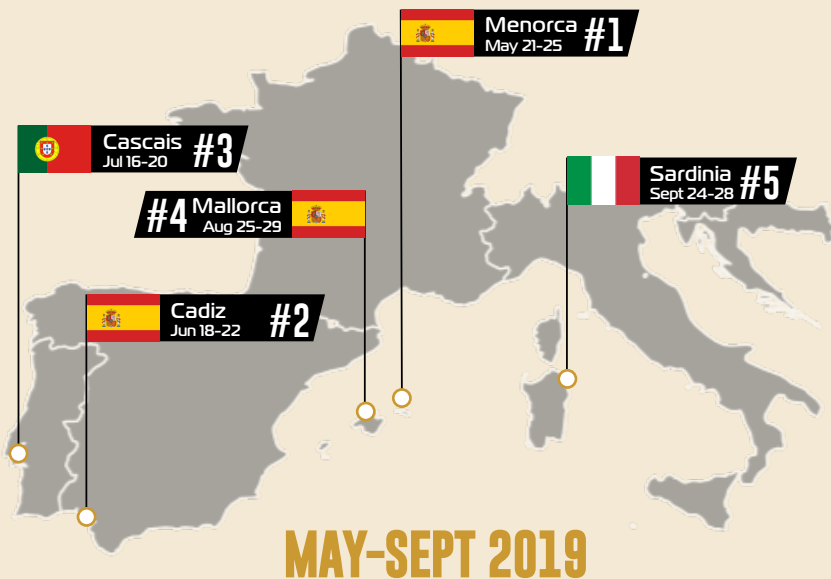 Menorca
May 21-25
#1
Cascais
Jul 16-20
#3
Sardinia
Sept 24-28
#5
#4
Mallorca
Aug 25-29
Cadiz
Jun 18-22
#2
MAY-SEPT 2019